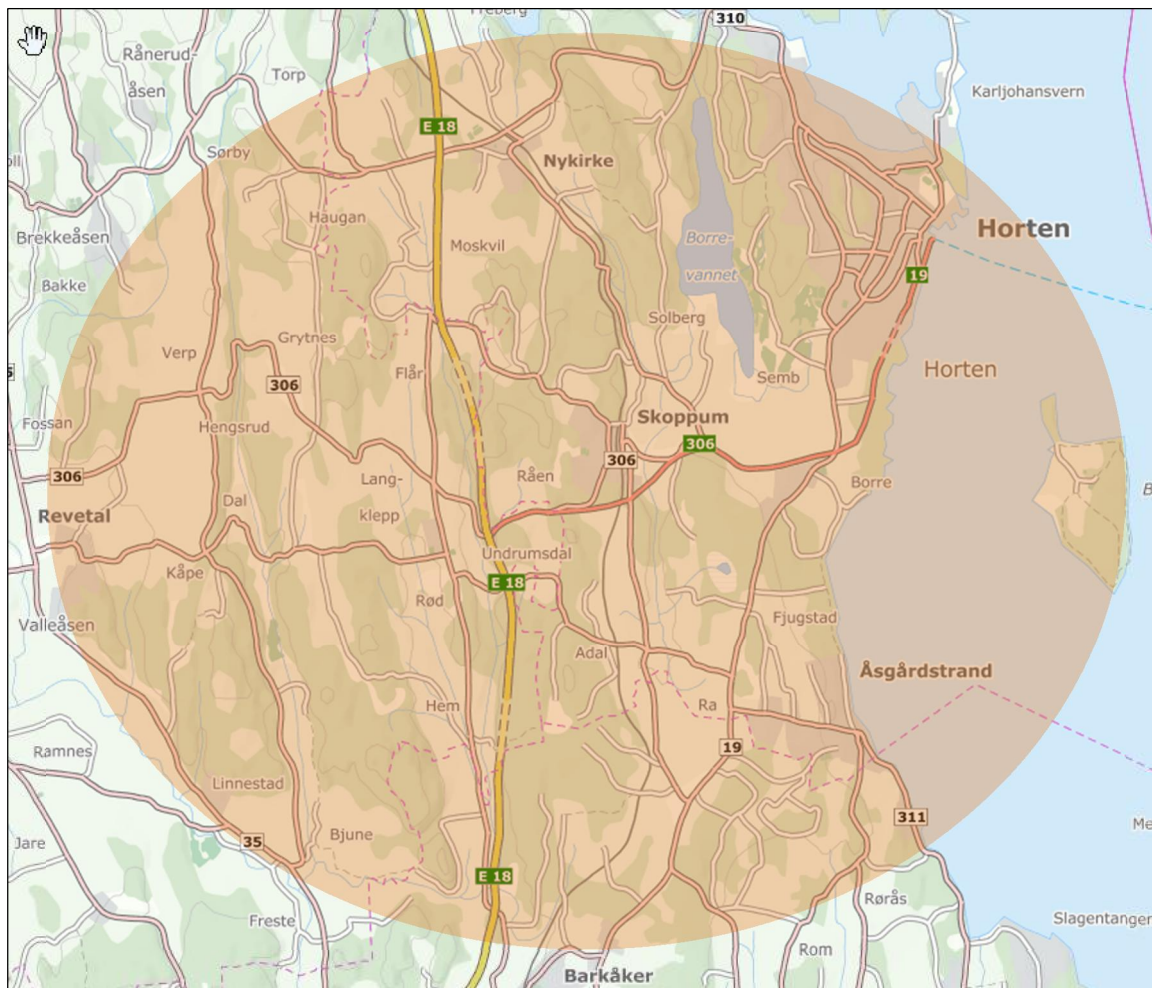 Freberg
310
Rånerud-
åsen
Torp
Karljohansvern
E 18
Sørby
Nykirke
Haugan
Horten
Brekkeåsen
Moskvil
Borre-
vannet
19
Bakke
Solberg
Grytnes
Verp
Flår
Horten
306
Semb
Fossan
Hengsrud
Skoppum
306
306
306
Råen
Lang-
klepp
Borre
Dal
Revetal
Undrumsdal
Kåpe
E 18
Rød
Valleåsen
Fjugstad
Adal
Åsgårdstrand
Hem
Ra
Ramnes
19
Linnestad
311
Me
Bjune
35
Jare
E 18
Rørås
Freste
Slagentangen
Rom
Barkåker